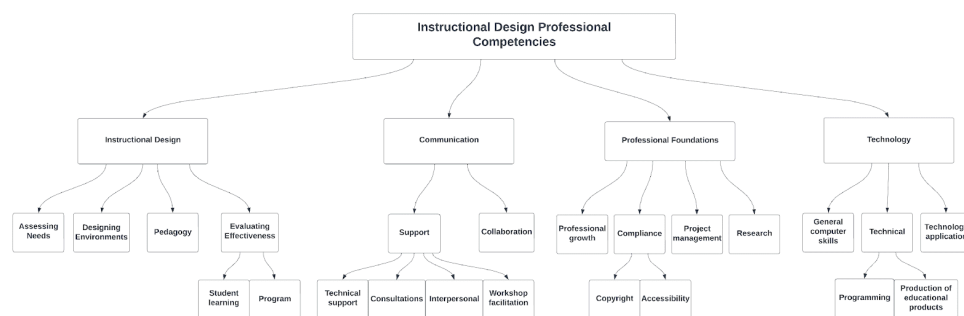 Instructional Design Professional
Competencies
Instructional Design
Communication
Professional Foundations
Technology
Assessing
Needs
Designing
Environments
Pedagogy
Evaluating
Effectiveness
Support
Collaboration
Professional
growth
Compliance
Project
management
Research
General
computer
skills
Technical
Technolog
application
Student
learning
Program
Technical
support
Consultations
Interpersonal
Workshop
facilitation
Copyright
Accessibility
Programming
Production of
educational
products